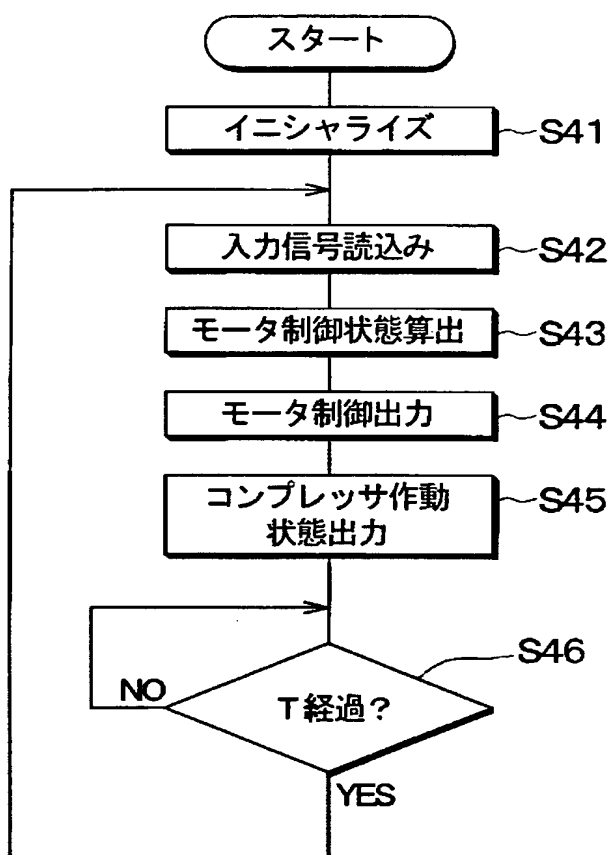 スタート
イニシャライズ
S41
入力信号読込み
S42
モータ制御状態算出
S43
モータ制御出力
S44
コンプレッサ作動
状態出力
S45
S46
NO
T経過?
YES